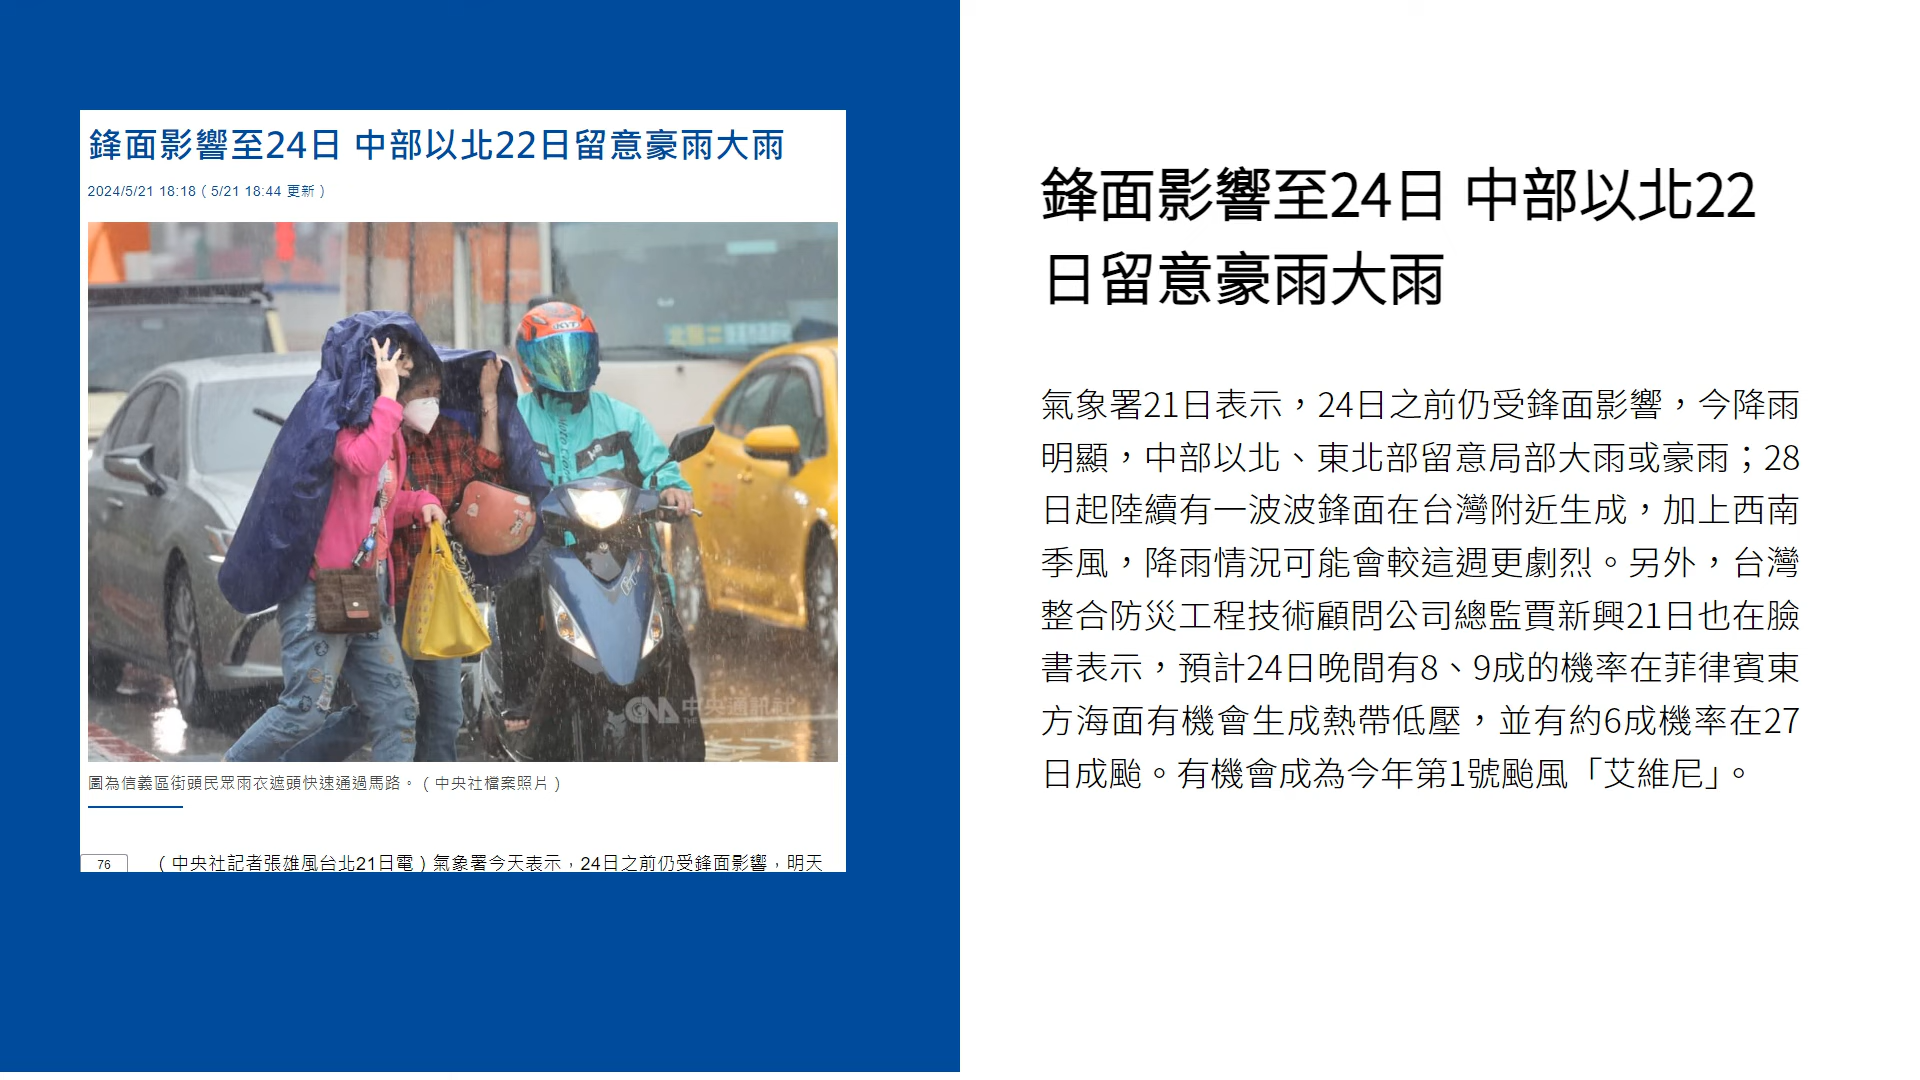 鋒面影響至24日 中部以北22日留意豪雨大雨
2024/5/21 18:18（5/21 18:44 更新）
KYT
CNA 中央通訊社
圖為信義區街頭民眾雨衣遮頭快速通過馬路。（中央社檔案照片）
76
（中央社記者張雄風台北21日電）氣象署今天表示，24日之前仍受鋒面影響，明天
鋒面影響至24日 中部以北22
日留意豪雨大雨
氣象署21日表示，24日之前仍受鋒面影響，今降雨
明顯，中部以北、東北部留意局部大雨或豪雨；28
日起陸續有一波波鋒面在台灣附近生成，加上西南
季風，降雨情況可能會較這週更劇烈。另外，台灣
整合防災工程技術顧問公司總監賈新興21日也在臉
書表示，預計24日晚間有8、9成的機率在菲律賓東
方海面有機會生成熱帶低壓，並有約6成機率在27
日成颱。有機會成為今年第1號颱風「艾維尼」。